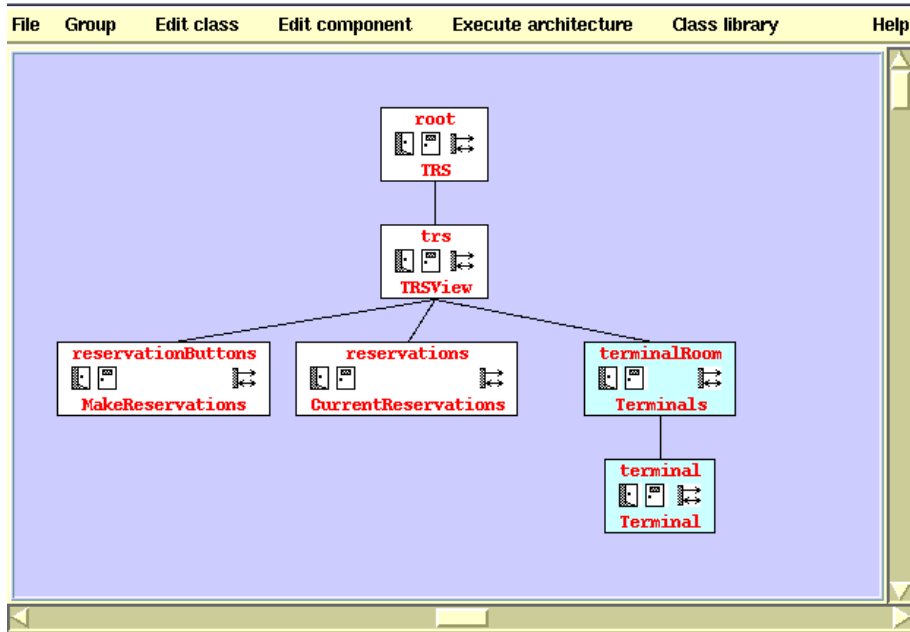 File Group Edit class Edit component Execute architecture Class library Help
root
TRS
trs
TRSView
reservationButtons reservations terminalRoom
MakeReservations CurrentReservations Terminals
terminal
Terminal